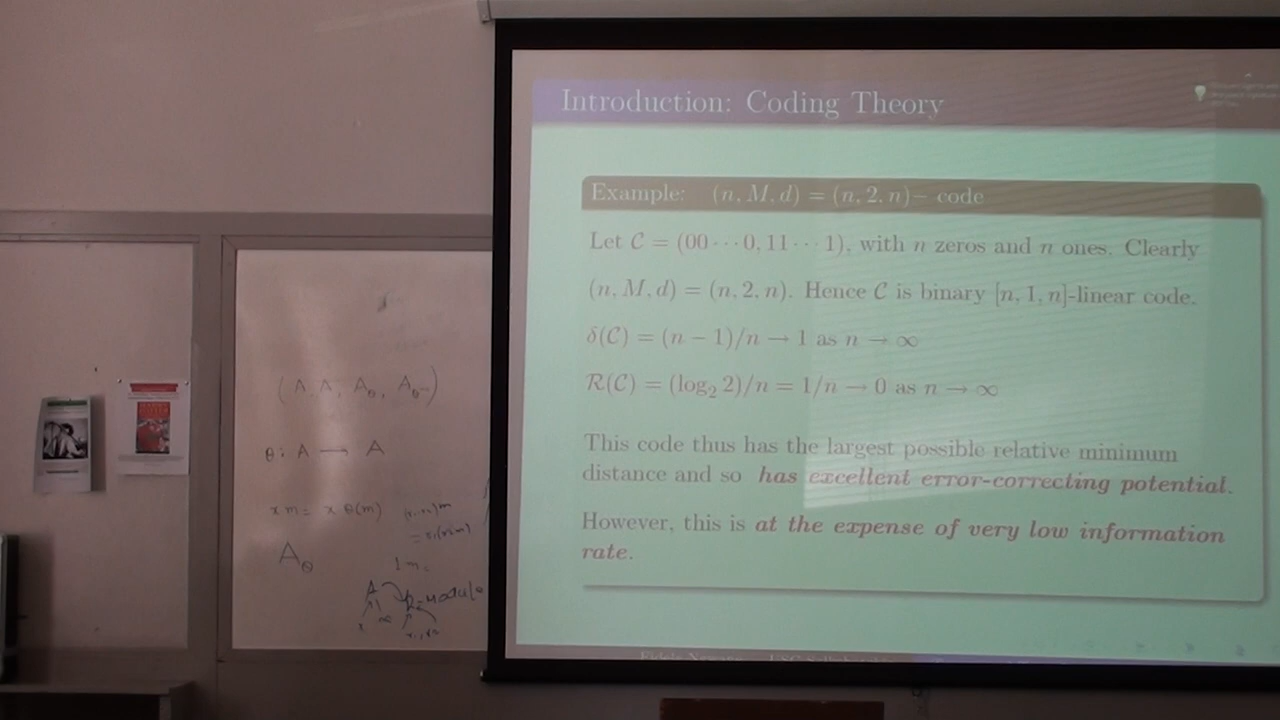 Introduction: Coding Theory
Example: (n, M, d) = (n, 2, n)− code
Let C = (00···0, 11···1), with n zeros and n ones. Clearly
(n, M, d) = (n, 2, n). Hence C is binary [n, 1, n]-linear code.
δ(C) = (n − 1)/n → 1 as n → ∞
R(C) = (log₂ 2)/n = 1/n → 0 as n → ∞
This code thus has the largest possible relative minimum
distance and so has excellent error-correcting potential.
However, this is at the expense of very low information
rate.
θ: A → A
x m = x θ(m)
A_θ
1 m =
module